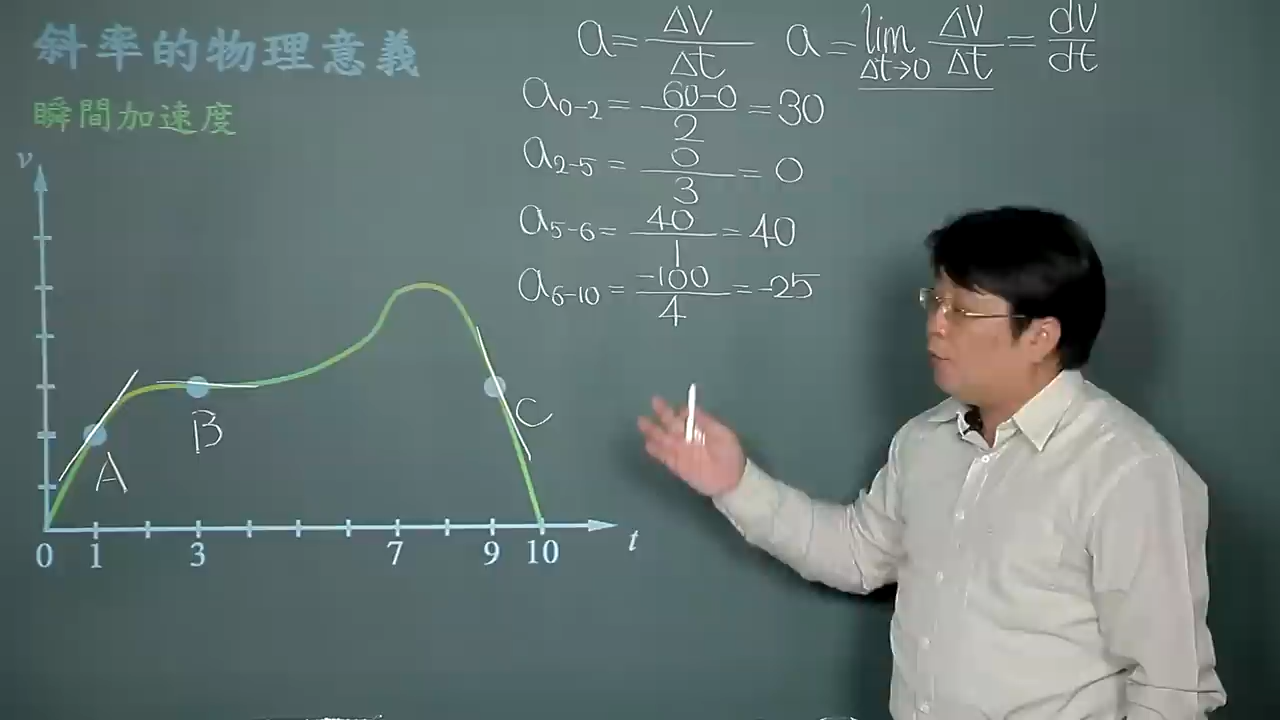 斜率的物理意義
瞬間加速度
a = ΔV/Δt  a = lim Δt→0 ΔV/Δt = dV/dt
a0-2 = 60-0/2 = 30
a2-5 = 0/3 = 0
a5-6 = 40/1 = 40
a6-10 = -100/4 = -25
v
A
B
C
0 1 3 7 9 10 t